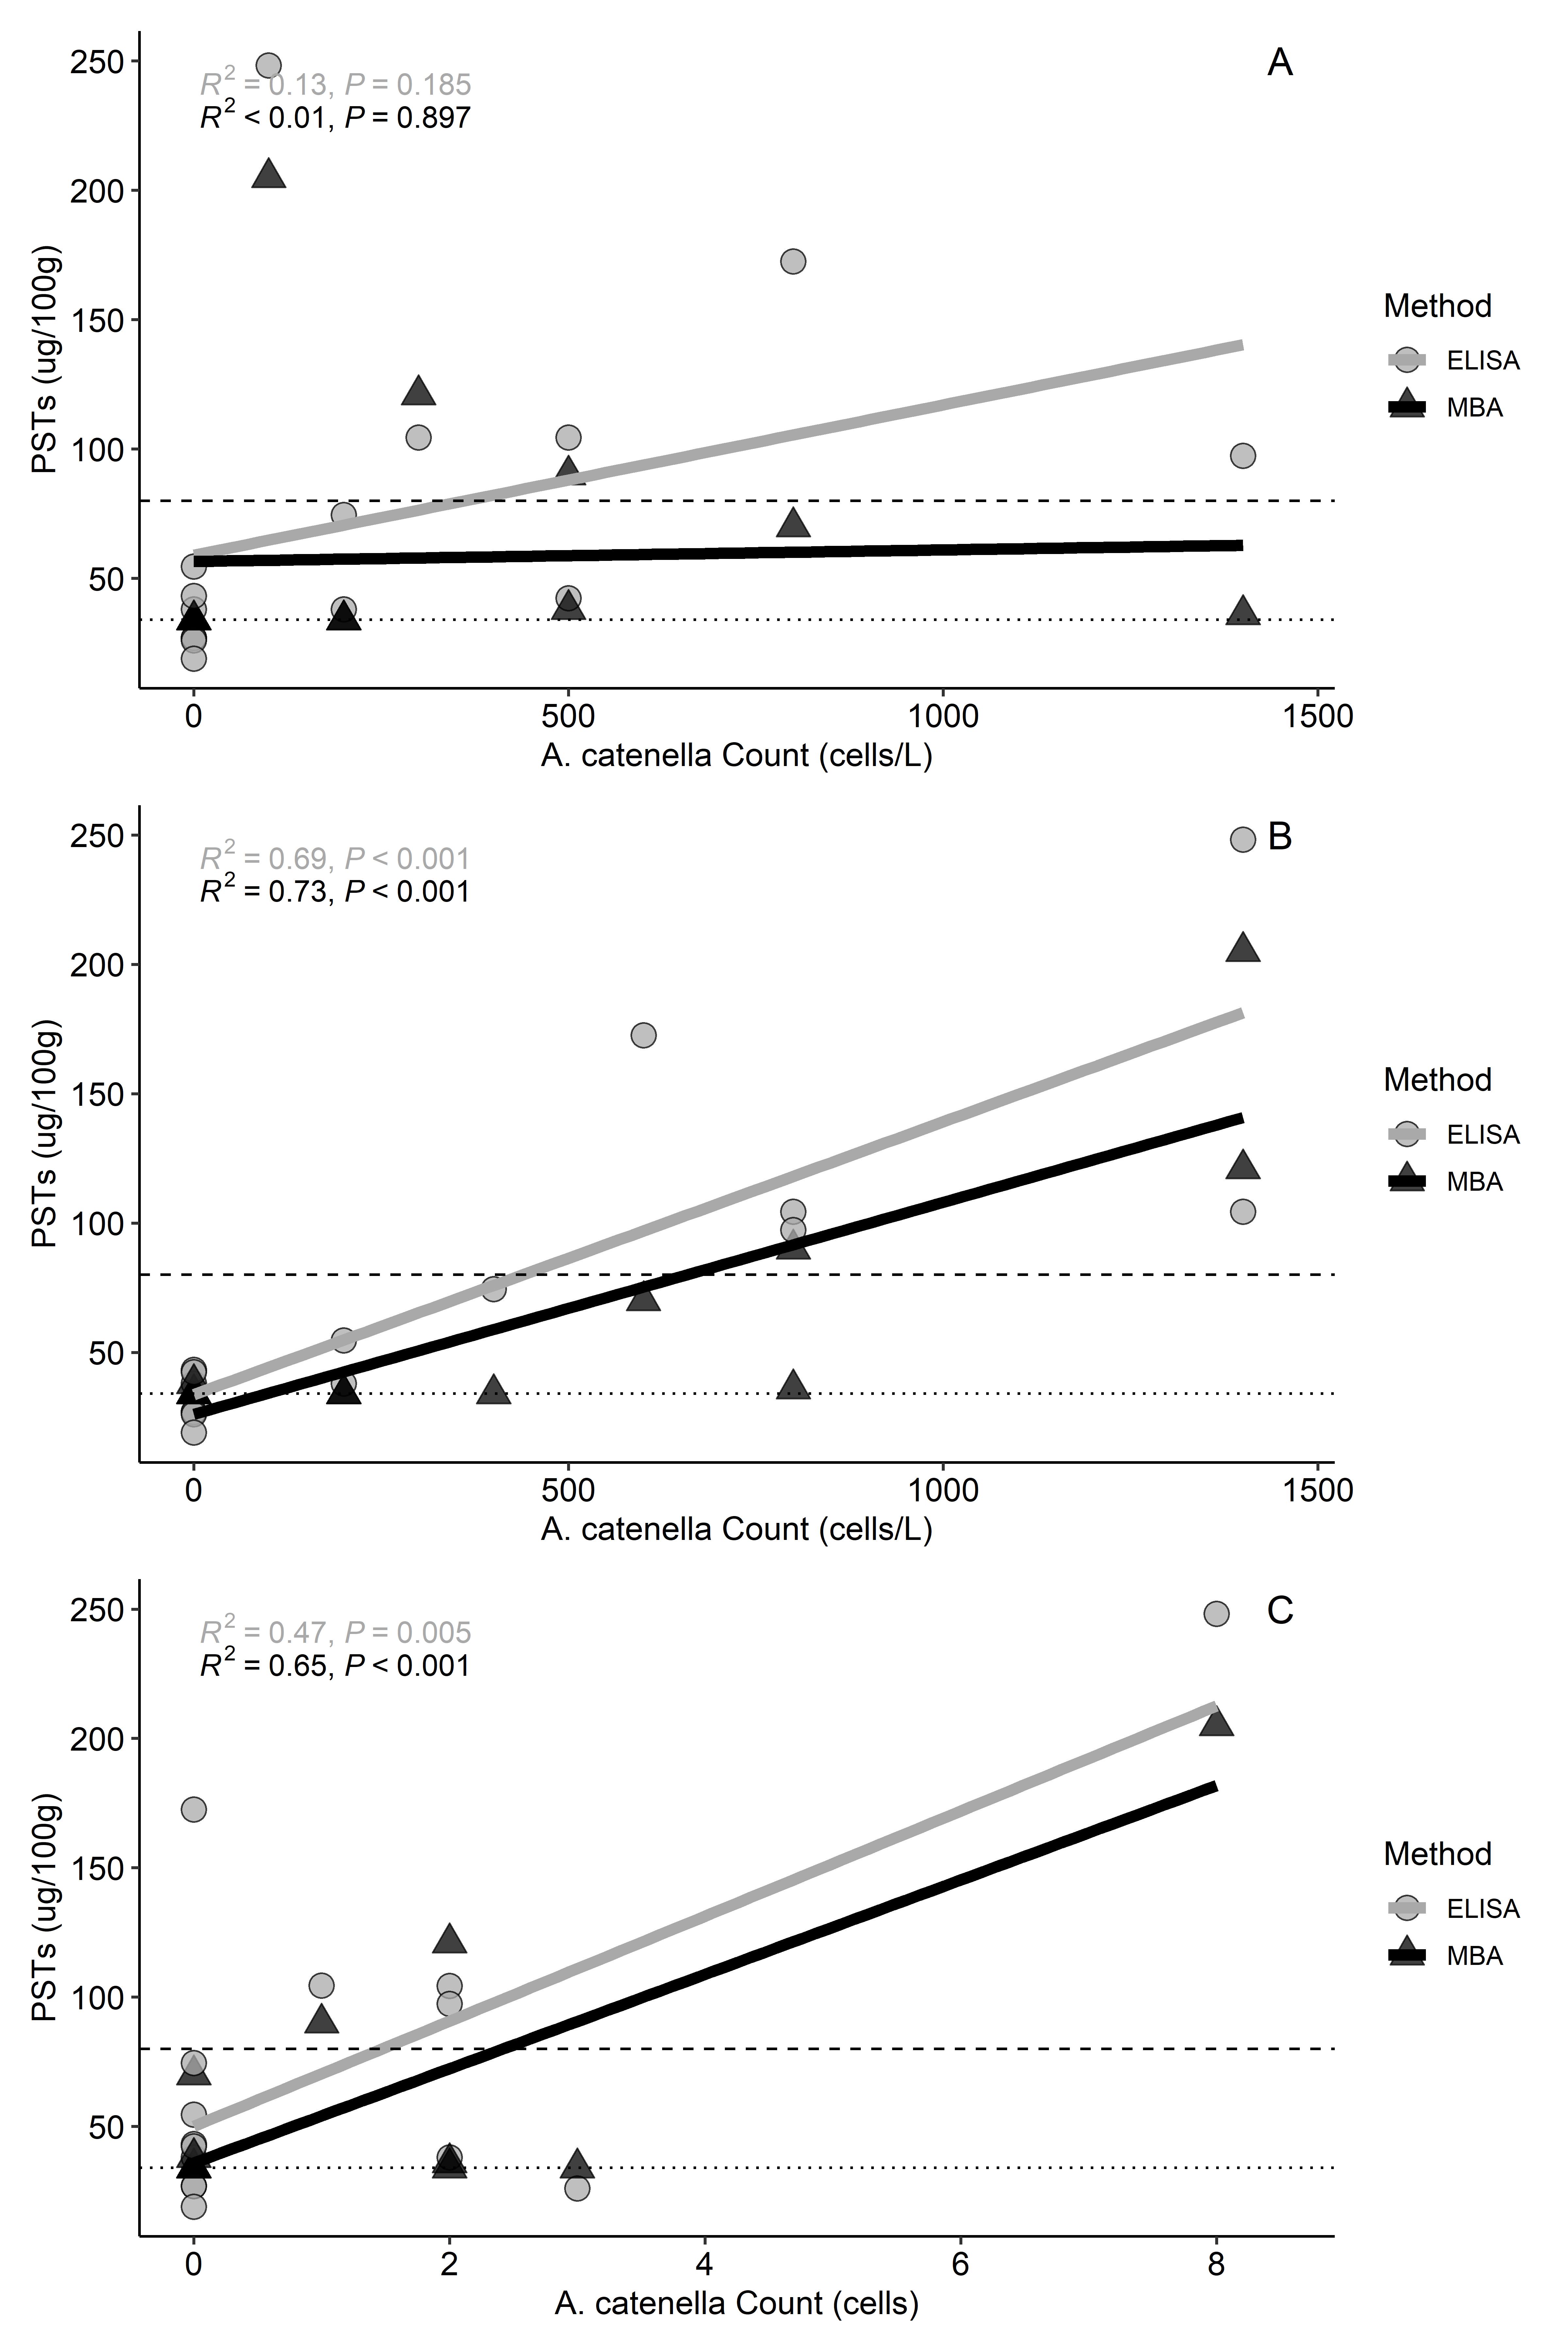 A
R2 = 0.13, P = 0.185
R2 < 0.01, P = 0.897
250
200
150
100
50
PSTs (ug/100g)
0 500 1000 1500
A. catenella Count (cells/L)
Method
ELISA
MBA
B
R2 = 0.69, P < 0.001
R2 = 0.73, P < 0.001
250
200
150
100
50
PSTs (ug/100g)
0 500 1000 1500
A. catenella Count (cells/L)
Method
ELISA
MBA
C
R2 = 0.47, P = 0.005
R2 = 0.65, P < 0.001
250
200
150
100
50
PSTs (ug/100g)
0 2 4 6 8
A. catenella Count (cells)
Method
ELISA
MBA